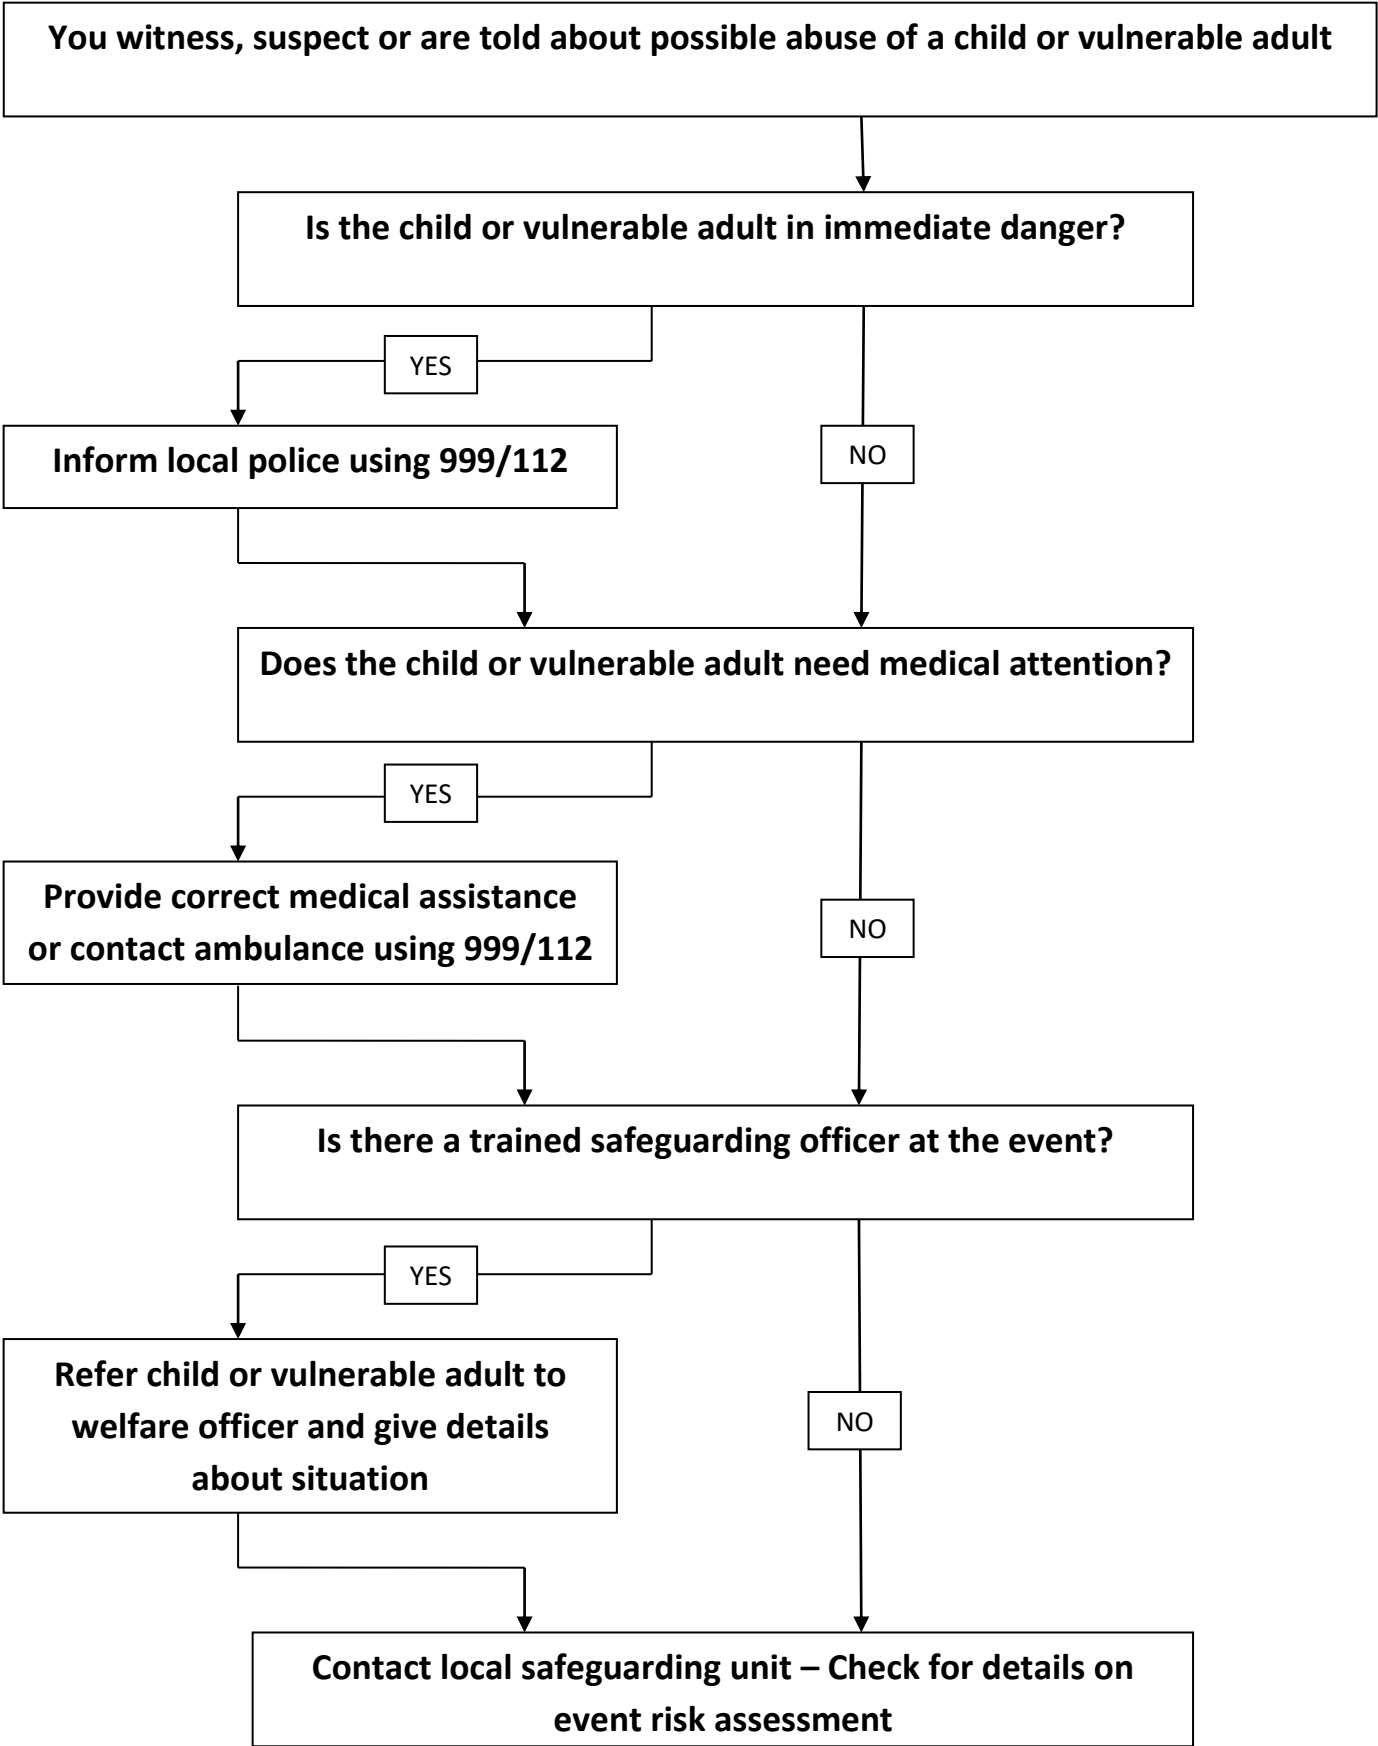 You witness, suspect or are told about possible abuse of a child or vulnerable adult
Is the child or vulnerable adult in immediate danger?
YES
Inform local police using 999/112
NO
Does the child or vulnerable adult need medical attention?
YES
Provide correct medical assistance
or contact ambulance using 999/112
NO
Is there a trained safeguarding officer at the event?
YES
Refer child or vulnerable adult to
welfare officer and give details
about situation
NO
Contact local safeguarding unit – Check for details on
event risk assessment